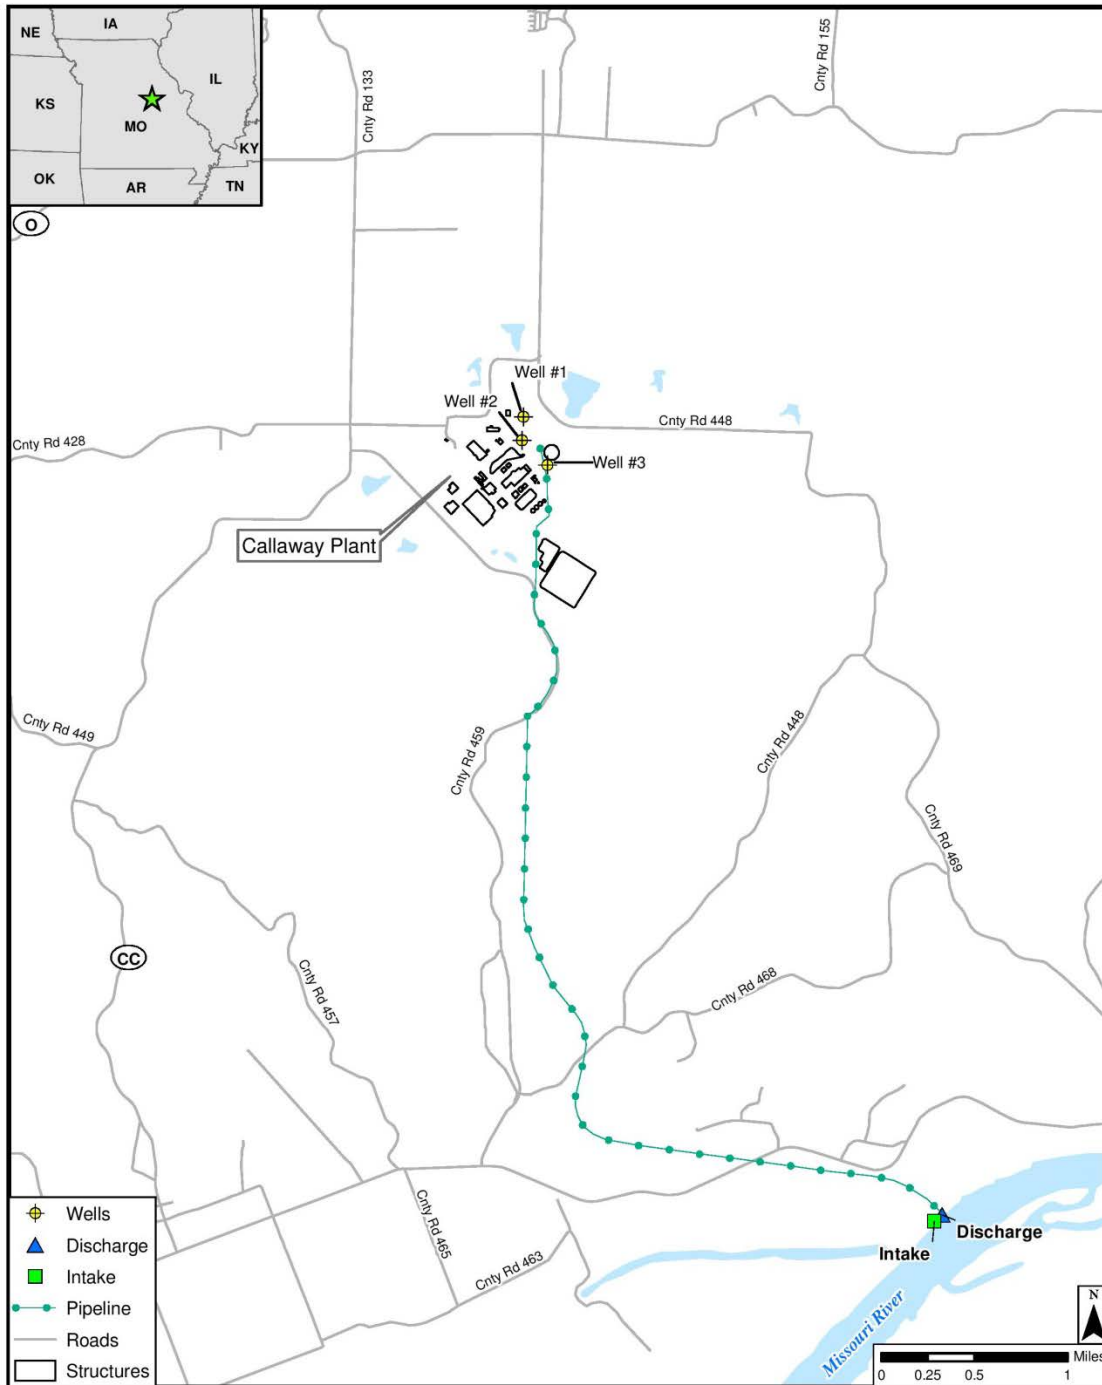 IA
NE
IL
KS
MO
KY
OK
AR
TN
O
Cnty Rd 133
Cnty Rd 155
Well #1
Well #2
Cnty Rd 428
Cnty Rd 448
Well #3
Callaway Plant
Cnty Rd 449
Cnty Rd 459
Cnty Rd 448
Cnty Rd 469
CC
Cnty Rd 457
Cnty Rd 468
Cnty Rd 465
Cnty Rd 463
Discharge
Intake
Missouri River
Wells
Discharge
Intake
Pipeline
Roads
Structures
N
Miles
0 0.25 0.5 1